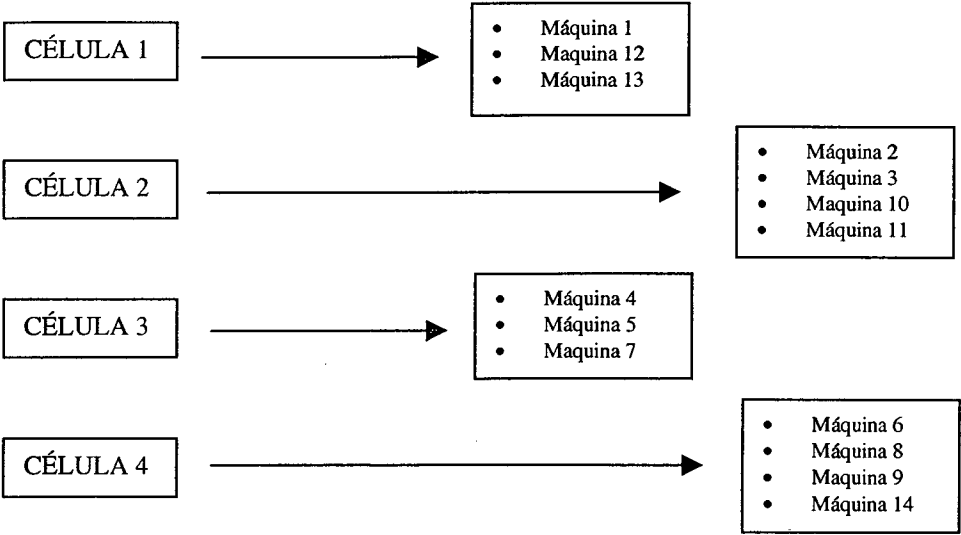 CÉLULA 1
• Máquina 1
• Maquina 12
• Máquina 13
CÉLULA 2
• Máquina 2
• Máquina 3
• Maquina 10
• Máquina 11
CÉLULA 3
• Máquina 4
• Máquina 5
• Maquina 7
CÉLULA 4
• Máquina 6
• Máquina 8
• Maquina 9
• Máquina 14